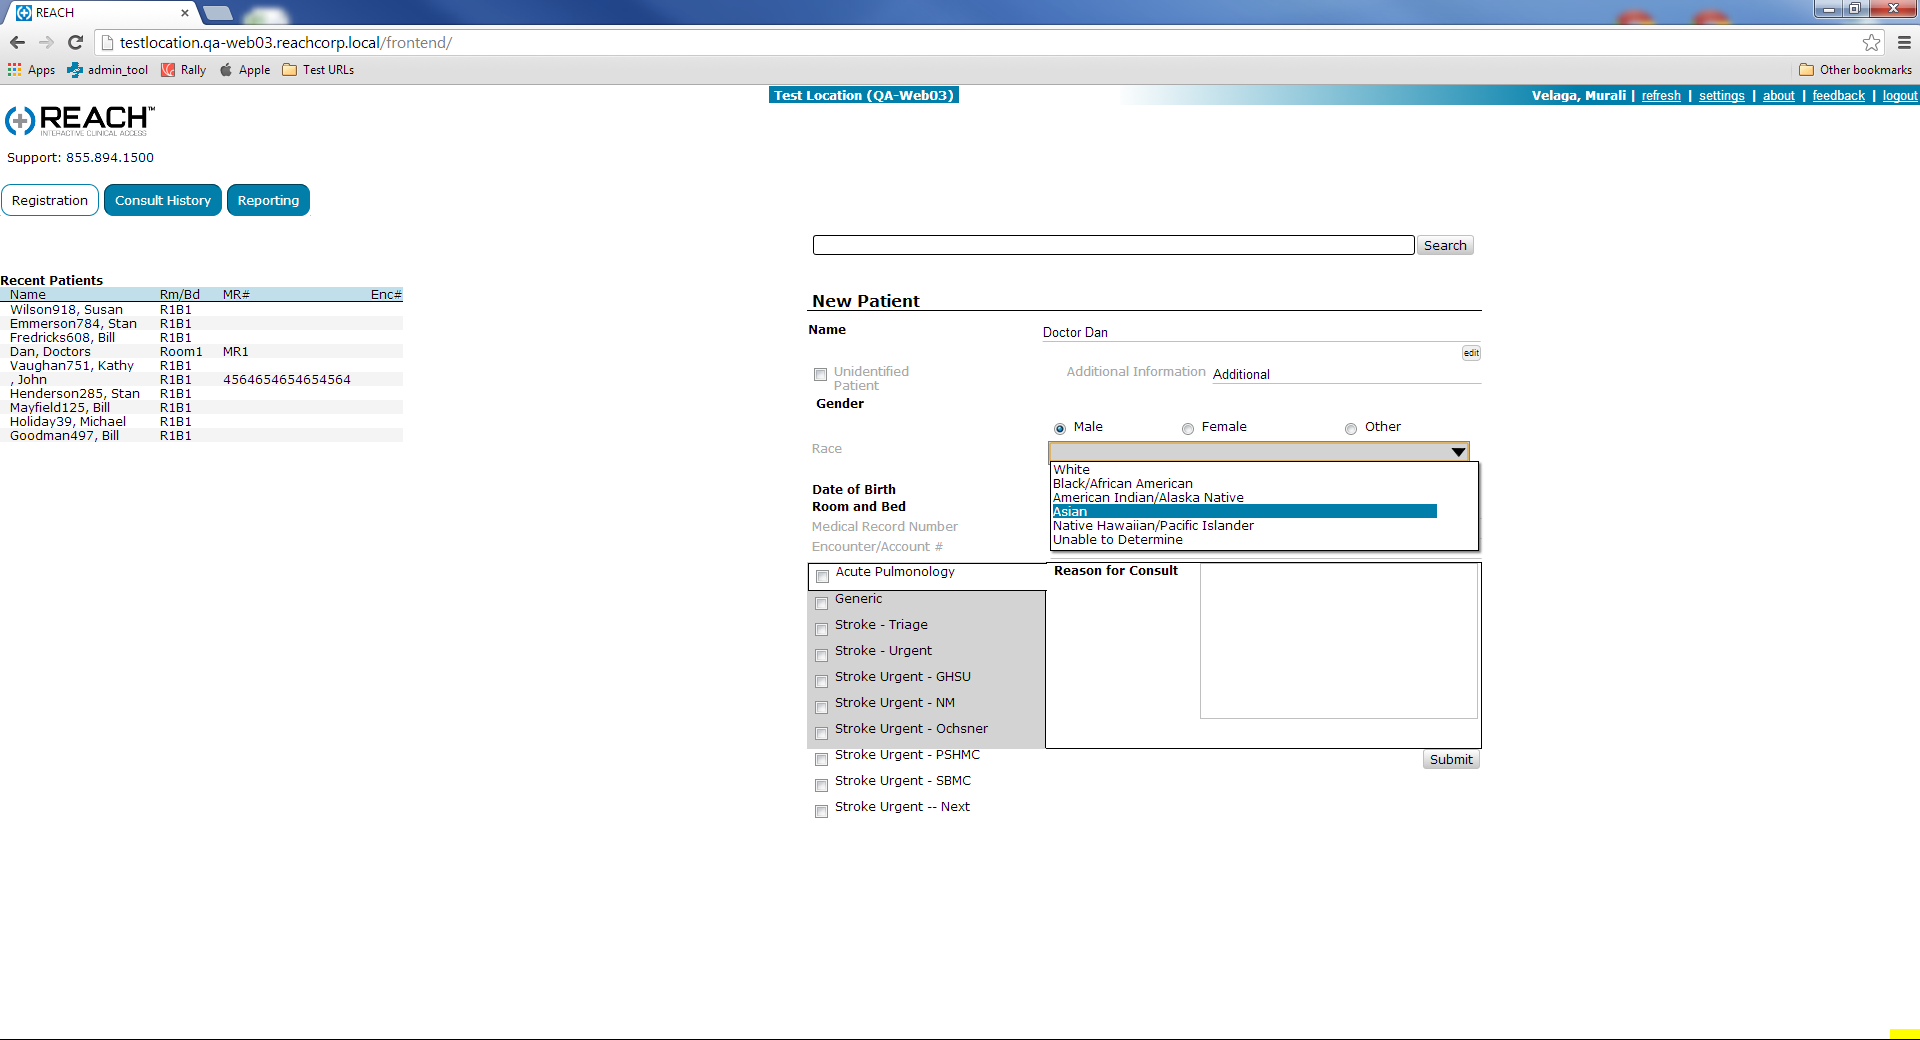 REACH
testlocation.qa-web03.reachcorp.local/frontend/
Apps admin_tool Rally Apple Test URLs Other bookmarks
Test Location (QA-Web03) Velaga, Murali | refresh | settings | about | feedback | logout
REACH™
INTERACTIVE CLINICAL ACCESS
Support: 855.894.1500
Registration Consult History Reporting
Search
Recent Patients
Name Rm/Bd MR# Enc#
Wilson918, Susan R1B1
Emmerson784, Stan R1B1
Fredricks608, Bill R1B1
Dan, Doctors Room1 MR1
Vaughan751, Kathy R1B1
, John R1B1 4564654654654564
Henderson285, Stan R1B1
Mayfield125, Bill R1B1
Holiday39, Michael R1B1
Goodman497, Bill R1B1
New Patient
Name Doctor Dan
edit
Unidentified Patient Additional Information Additional
Gender
Male Female Other
Race
White
Black/African American
American Indian/Alaska Native
Asian
Native Hawaiian/Pacific Islander
Unable to Determine
Date of Birth
Room and Bed
Medical Record Number
Encounter/Account #
Acute Pulmonology
Generic
Stroke - Triage
Stroke - Urgent
Stroke Urgent - GHSU
Stroke Urgent - NM
Stroke Urgent - Ochsner
Stroke Urgent - PSHMC
Stroke Urgent - SBMC
Stroke Urgent -- Next
Reason for Consult
Submit